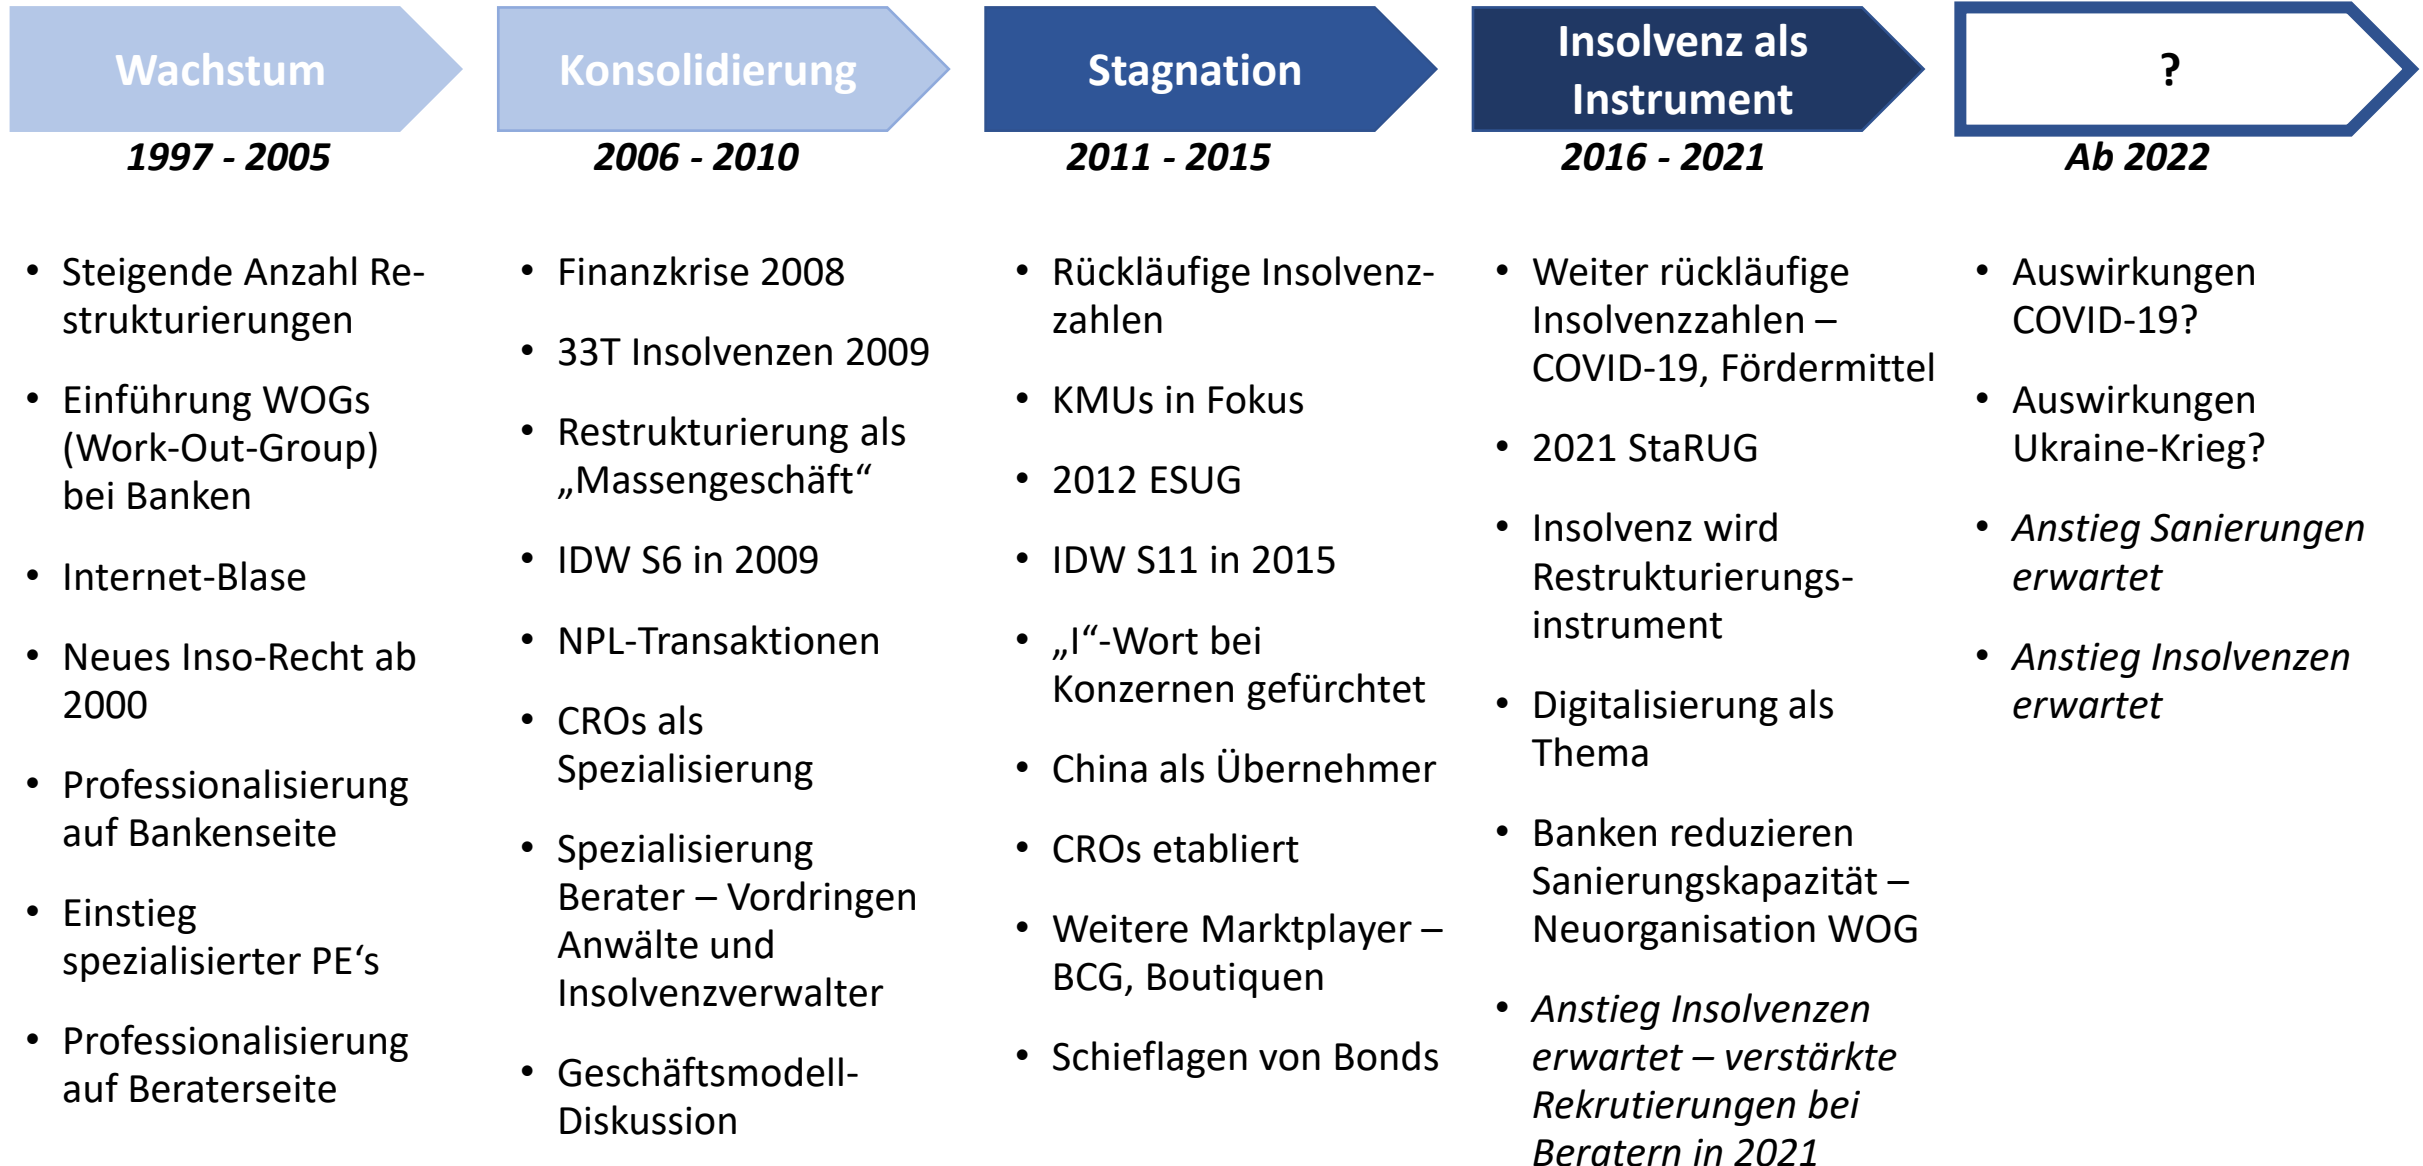 Wachstum
1997 - 2005
• Steigende Anzahl Re-
strukturierungen
• Einführung WOGs
(Work-Out-Group)
bei Banken
• Internet-Blase
• Neues Inso-Recht ab
2000
• Professionalisierung
auf Bankenseite
• Einstieg
spezialisierter PE‘s
• Professionalisierung
auf Beraterseite
Konsolidierung
2006 - 2010
• Finanzkrise 2008
• 33T Insolvenzen 2009
• Restrukturierung als
„Massengeschäft“
• IDW S6 in 2009
• NPL-Transaktionen
• CROs als
Spezialisierung
• Spezialisierung
Berater – Vordringen
Anwälte und
Insolvenzverwalter
• Geschäftsmodell-
Diskussion
Stagnation
2011 - 2015
• Rückläufige Insolvenz-
zahlen
• KMUs in Fokus
• 2012 ESUG
• IDW S11 in 2015
• „I“-Wort bei
Konzernen gefürchtet
• China als Übernehmer
• CROs etabliert
• Weitere Marktplayer –
BCG, Boutiquen
• Schieflagen von Bonds
Insolvenz als
Instrument
2016 - 2021
• Weiter rückläufige
Insolvenzzahlen –
COVID-19, Fördermittel
• 2021 StaRUG
• Insolvenz wird
Restrukturierungs-
instrument
• Digitalisierung als
Thema
• Banken reduzieren
Sanierungskapazität –
Neuorganisation WOG
• Anstieg Insolvenzen
erwartet – verstärkte
Rekrutierungen bei
Beratern in 2021
?
Ab 2022
• Auswirkungen
COVID-19?
• Auswirkungen
Ukraine-Krieg?
• Anstieg Sanierungen
erwartet
• Anstieg Insolvenzen
erwartet